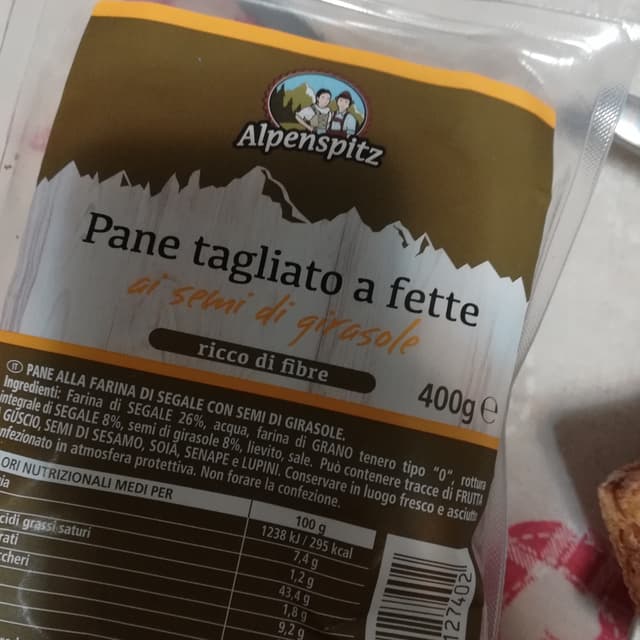 Alpenspitz
Pane tagliato a fette
ai semi di girasole
ricco di fibre
400g ℮
IT PANE ALLA FARINA DI SEGALE CON SEMI DI GIRASOLE.
Ingredienti: Farina di SEGALE 26%, acqua, farina di GRANO tenero tipo "0", rottura
integrale di SEGALE 8%, semi di girasole 8%, lievito, sale. Può contenere tracce di FRUTTA
GUSCIO, SEMI DI SESAMO, SOIA, SENAPE e LUPINI. Conservare in luogo fresco e asciutto
nfezionato in atmosfera protettiva. Non forare la confezione.
ORI NUTRIZIONALI MEDI PER
100 g
1238 kJ / 295 kcal
7,4 g
cidi grassi saturi
1,2 g
rati
43,4 g
ccheri
1,8 g
9,2 g
1274021